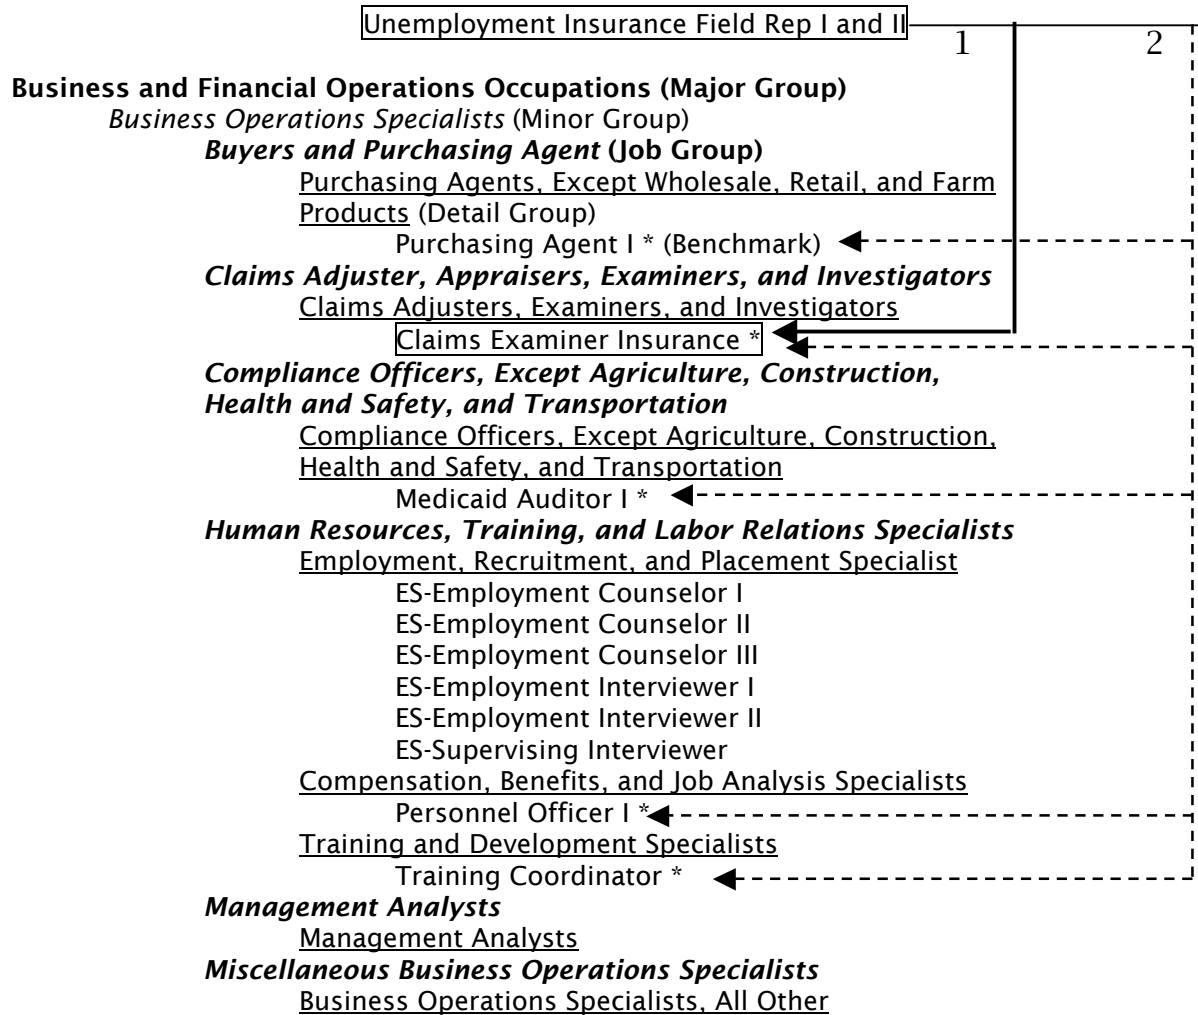 Unemployment Insurance Field Rep I and II
1 2
Business and Financial Operations Occupations (Major Group)
Business Operations Specialists (Minor Group)
Buyers and Purchasing Agent (Job Group)
Purchasing Agents, Except Wholesale, Retail, and Farm
Products (Detail Group)
Purchasing Agent I * (Benchmark)
Claims Adjuster, Appraisers, Examiners, and Investigators
Claims Adjusters, Examiners, and Investigators
Claims Examiner Insurance *
Compliance Officers, Except Agriculture, Construction,
Health and Safety, and Transportation
Compliance Officers, Except Agriculture, Construction,
Health and Safety, and Transportation
Medicaid Auditor I *
Human Resources, Training, and Labor Relations Specialists
Employment, Recruitment, and Placement Specialist
ES-Employment Counselor I
ES-Employment Counselor II
ES-Employment Counselor III
ES-Employment Interviewer I
ES-Employment Interviewer II
ES-Supervising Interviewer
Compensation, Benefits, and Job Analysis Specialists
Personnel Officer I *
Training and Development Specialists
Training Coordinator *
Management Analysts
Management Analysts
Miscellaneous Business Operations Specialists
Business Operations Specialists, All Other